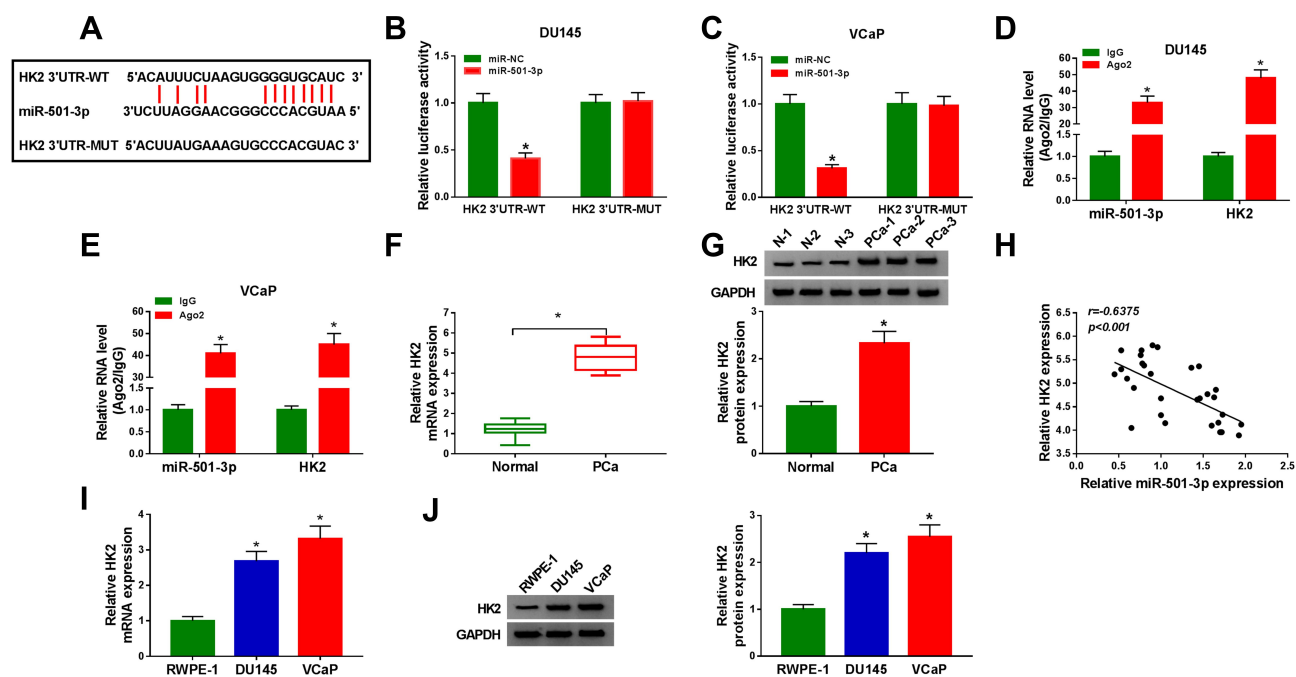 A
HK2 3'UTR-WT 5'ACAUUUCUAAGUGGGGUGCAUC 3'
miR-501-3p 3'UCUUAGGAACGGGCCCACGUAA 5'
HK2 3'UTR-MUT 5'ACUUAUGAAAGUGCCCACGUAC 3'
B
DU145
Relative luciferase activity
miR-NC
miR-501-3p
1.5
1.0
0.5
0.0
*
HK2 3'UTR-WT HK2 3'UTR-MUT
C
VCaP
Relative luciferase activity
miR-NC
miR-501-3p
1.5
1.0
0.5
0.0
*
HK2 3'UTR-WT HK2 3'UTR-MUT
D
DU145
IgG
Ago2
Relative RNA level
(Ago2/IgG)
60
50
40
30
20
10
1.5
1.0
0.5
0.0
* *
miR-501-3p HK2
E
VCaP
IgG
Ago2
Relative RNA level
(Ago2/IgG)
60
40
20
1.5
1.0
0.5
0.0
* *
miR-501-3p HK2
F
Relative HK2
mRNA expression
7
6
5
4
3
2
1
0
*
Normal PCa
G
N-1 N-2 N-3 PCa-1 PCa-2 PCa-3
HK2
GAPDH
Relative HK2
protein expression
3
2
1
0
*
Normal PCa
H
Relative HK2 expression
r=-0.6375
p<0.001
6.5
6.0
5.5
5.0
4.5
4.0
3.5
0.0 0.5 1.0 1.5 2.0 2.5
Relative miR-501-3p expression
I
Relative HK2
mRNA expression
4
3
2
1
0
* *
RWPE-1 DU145 VCaP
J
RWPE-1 DU145 VCaP
HK2
GAPDH
Relative HK2
protein expression
3
2
1
0
* *
RWPE-1 DU145 VCaP